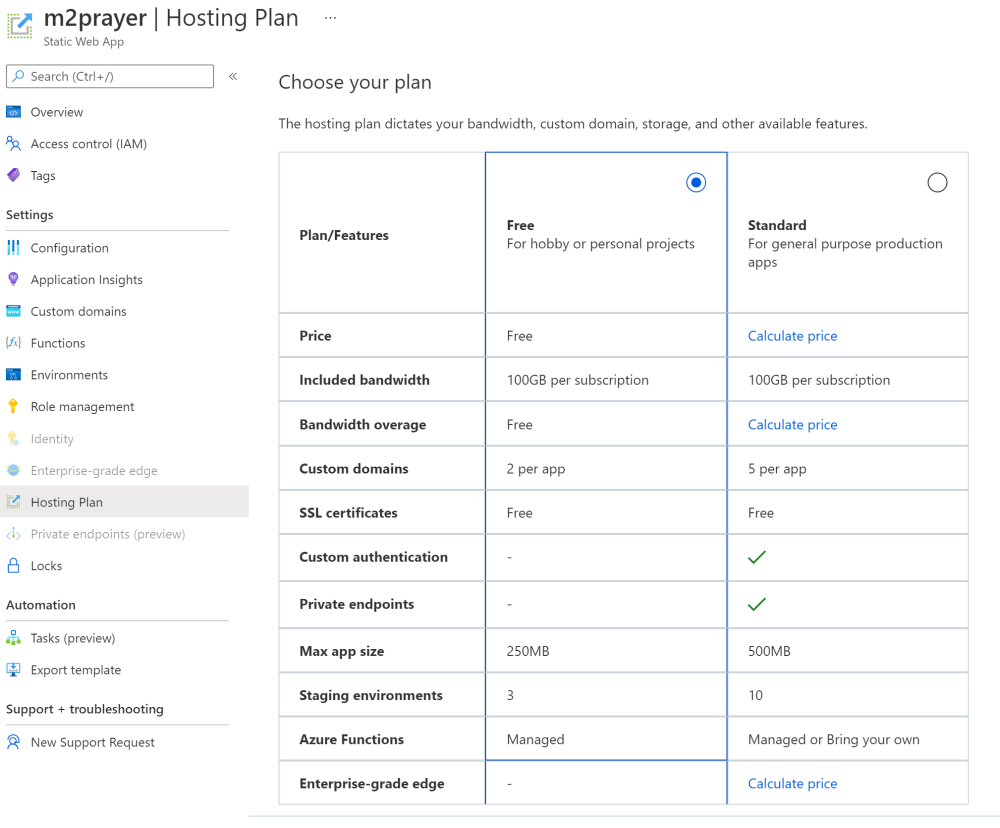 m2prayer | Hosting Plan ...
Static Web App
Search (Ctrl+/) «
Overview
Access control (IAM)
Tags
Settings
Configuration
Application Insights
Custom domains
Functions
Environments
Role management
Identity
Enterprise-grade edge
Hosting Plan
Private endpoints (preview)
Locks
Automation
Tasks (preview)
Export template
Support + troubleshooting
New Support Request
Choose your plan
The hosting plan dictates your bandwidth, custom domain, storage, and other available features.
Plan/Features
Free
For hobby or personal projects
Standard
For general purpose production
apps
Price Free Calculate price
Included bandwidth 100GB per subscription 100GB per subscription
Bandwidth overage Free Calculate price
Custom domains 2 per app 5 per app
SSL certificates Free Free
Custom authentication - ✓
Private endpoints - ✓
Max app size 250MB 500MB
Staging environments 3 10
Azure Functions Managed Managed or Bring your own
Enterprise-grade edge - Calculate price